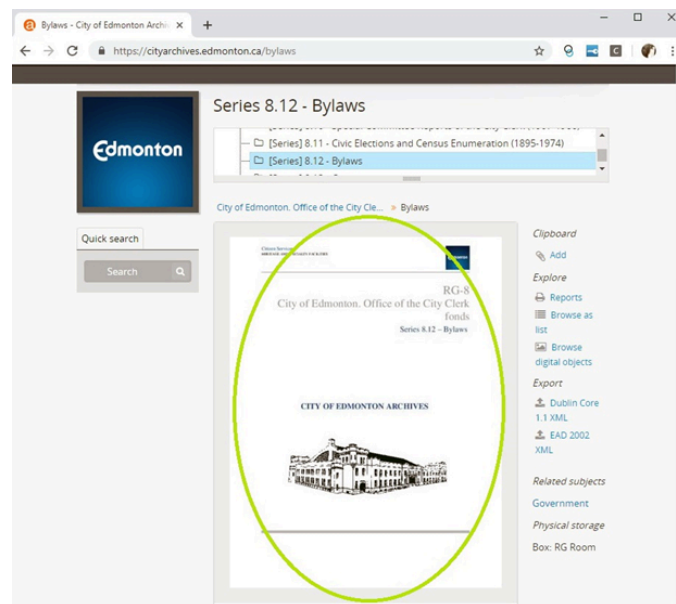 Bylaws - City of Edmonton Archiv
https://cityarchives.edmonton.ca/bylaws
Edmonton
Series 8.12 - Bylaws
[Series] 8.11 - Civic Elections and Census Enumeration (1895-1974)
[Series] 8.12 - Bylaws
City of Edmonton. Office of the City Cle... » Bylaws
Quick search
Search
Citizen Services
Edmonton
RG-8
City of Edmonton. Office of the City Clerk
fonds
Series 8.12 – Bylaws
CITY OF EDMONTON ARCHIVES
Clipboard
Add
Explore
Reports
Browse as
list
Browse
digital objects
Export
Dublin Core
1.1 XML
EAD 2002
XML
Related subjects
Government
Physical storage
Box: RG Room